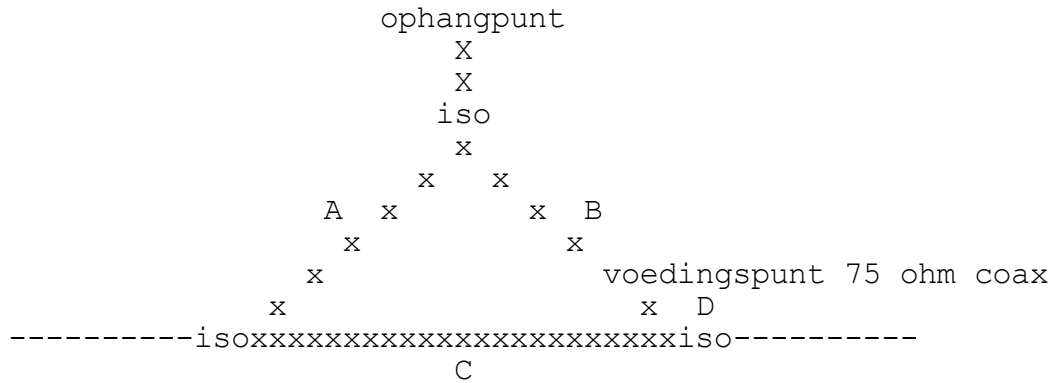 ophangpunt
X
X
iso
x
x x
A x x B
x x
x voedingspunt 75 ohm coax
x x D
----------isoxxxxxxxxxxxxxxxxxxxxxxxiso----------
C